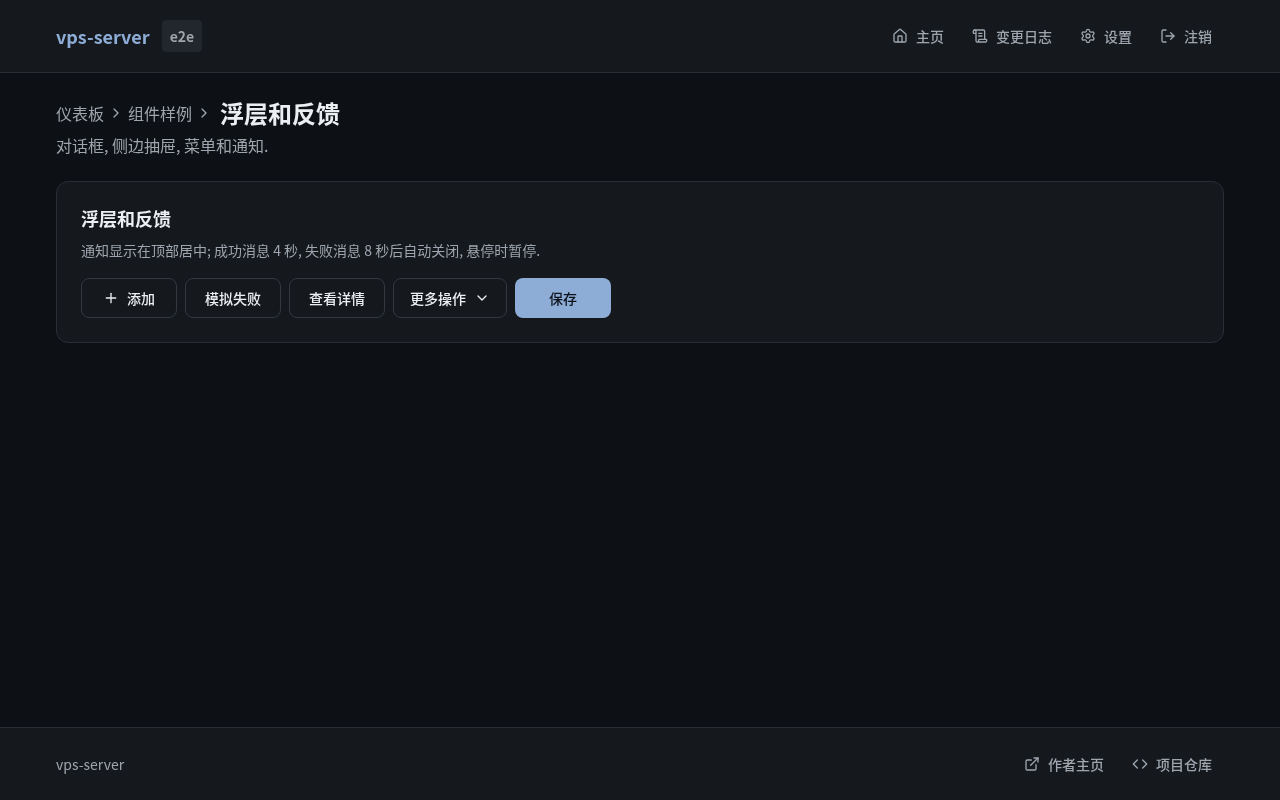 vps-server e2e 主页 变更日志 设置 注销
仪表板 组件样例 浮层和反馈
对话框, 侧边抽屉, 菜单和通知.
浮层和反馈
通知显示在顶部居中; 成功消息 4 秒, 失败消息 8 秒后自动关闭, 悬停时暂停.
添加 模拟失败 查看详情 更多操作 保存
vps-server 作者主页 项目仓库